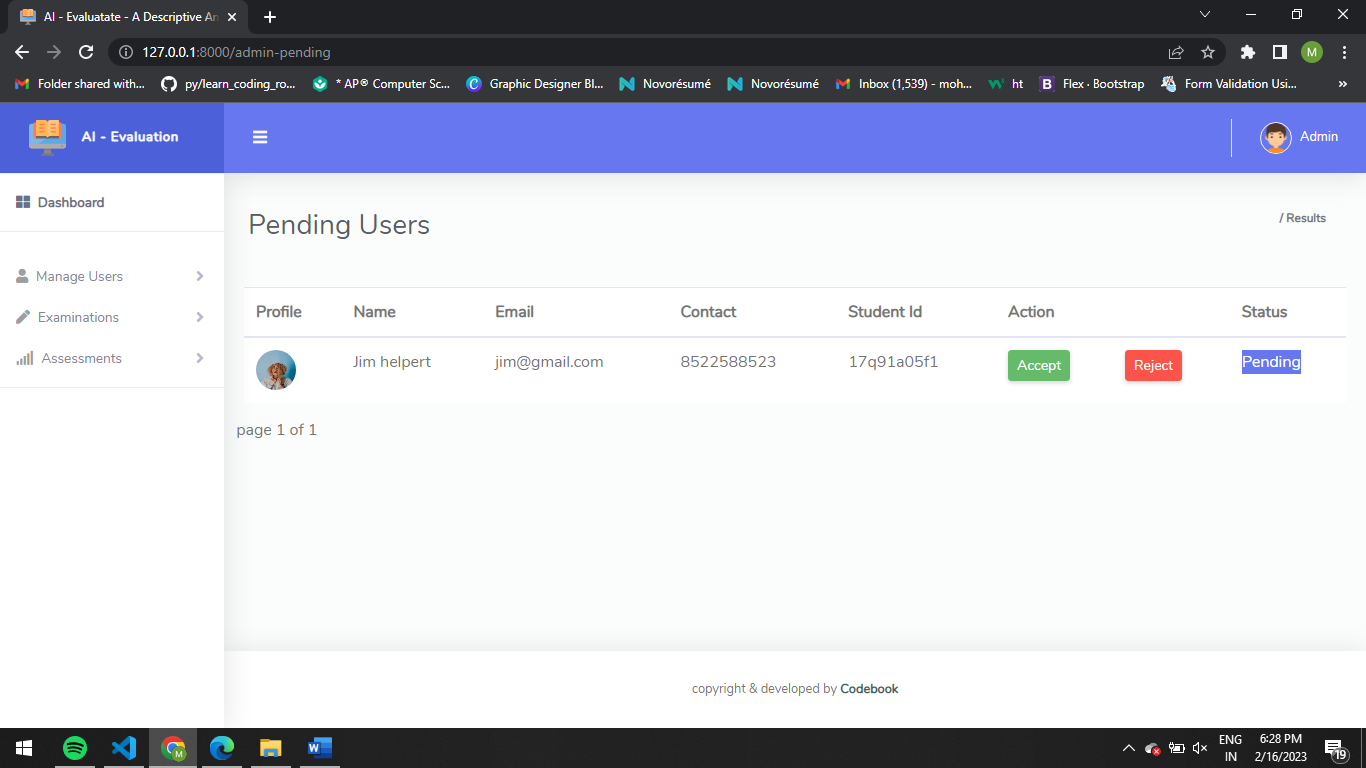 AI - Evaluatate - A Descriptive An
127.0.0.1:8000/admin-pending
M
Folder shared with... py/learn_coding_ro... * AP® Computer Sc... Graphic Designer Bl... Novorésumé Novorésumé Inbox (1,539) - moh... ht Flex · Bootstrap Form Validation Usi... »
AI - Evaluation
Admin
Dashboard
Manage Users
Examinations
Assessments
Pending Users
/ Results
Profile Name Email Contact Student Id Action Status
Jim helpert jim@gmail.com 8522588523 17q91a05f1 Accept Reject Pending
page 1 of 1
copyright & developed by Codebook
ENG 6:28 PM
IN 2/16/2023 19